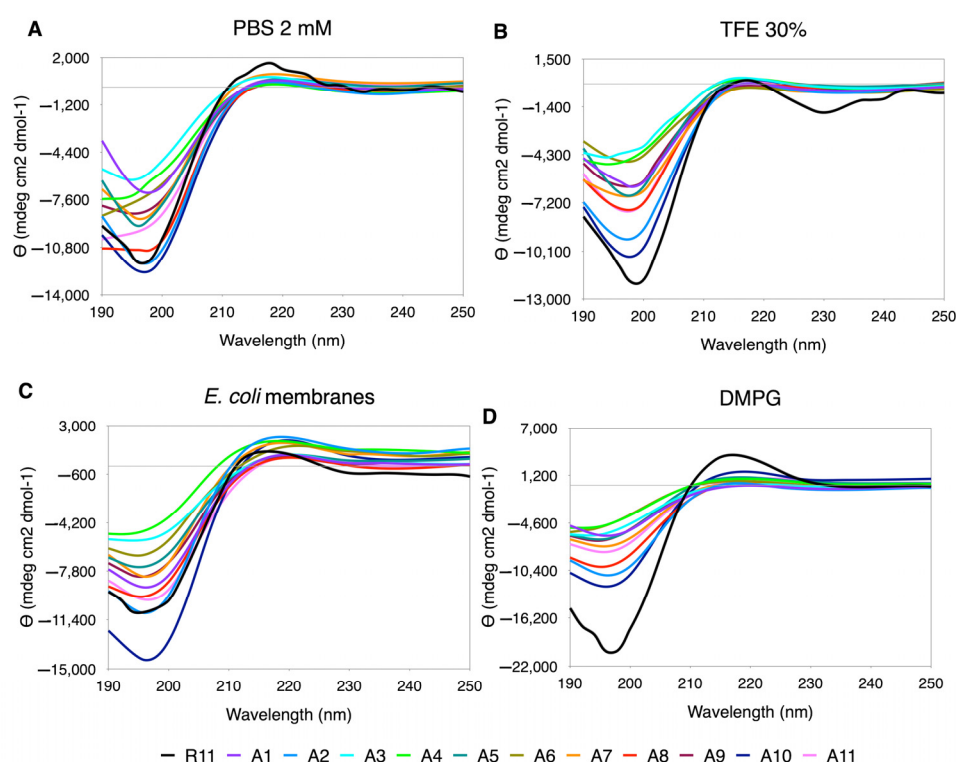 A
PBS 2 mM
2,000
—1,200
—4,400
—7,600
—10,800
—14,000
190 200 210 220 230 240 250
Wavelength (nm)
Θ (mdeg cm2 dmol-1)
B
TFE 30%
1,500
—1,400
—4,300
—7,200
—10,100
—13,000
190 200 210 220 230 240 250
Wavelength (nm)
Θ (mdeg cm2 dmol-1)
C
E. coli membranes
3,000
—600
—4,200
—7,800
—11,400
—15,000
190 200 210 220 230 240 250
Wavelength (nm)
Θ (mdeg cm2 dmol-1)
D
DMPG
7,000
1,200
—4,600
—10,400
—16,200
—22,000
190 200 210 220 230 240 250
Wavelength (nm)
Θ (mdeg cm2 dmol-1)
R11 A1 A2 A3 A4 A5 A6 A7 A8 A9 A10 A11